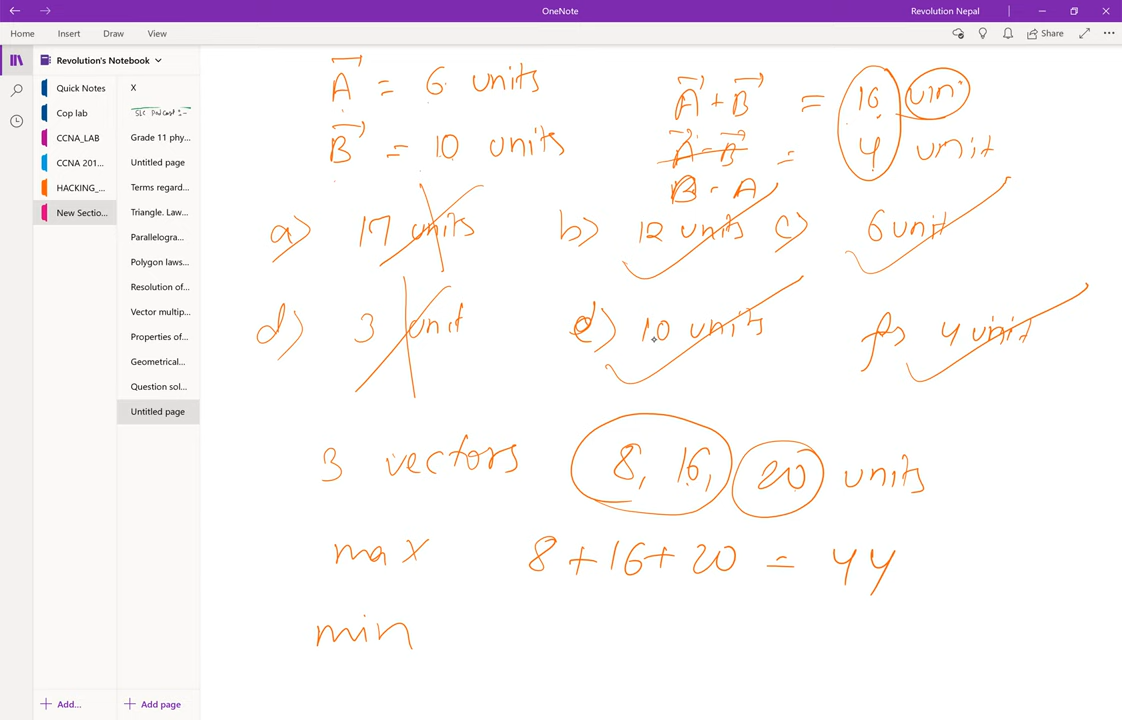 OneNote
Revolution Nepal
Home Insert Draw View
Share
Revolution's Notebook
Quick Notes
Cop lab
CCNA_LAB
CCNA 201...
HACKING_...
New Sectio...
X
Grade 11 phy...
Untitled page
Terms regard...
Triangle. Law...
Parallelogra...
Polygon laws...
Resolution of...
Vector multip...
Properties of...
Geometrical...
Question sol...
Untitled page
Add...
Add page
A = 6 units
B = 10 units
A + B = 16 unit
A - B = 4 unit
B - A
a) 17 units b) 12 units c) 6 unit
d) 3 unit e) 10 units f) 4 unit
3 vectors 8, 16, 20 units
max 8 + 16 + 20 = 44
min